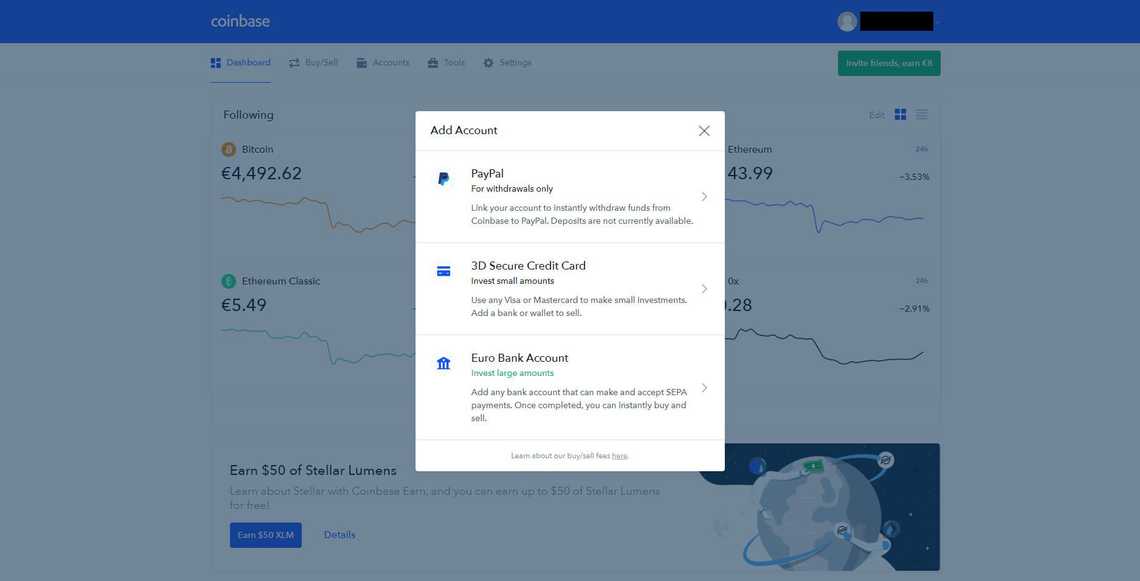 coinbase
Dashboard
Buy/Sell
Accounts
Tools
Settings
Invite friends, earn €8
Following
Edit
Bitcoin
€4,492.62
Ethereum
24h
43.99
−3.53%
Ethereum Classic
€5.49
0x
24h
0.28
−2.91%
Add Account
PayPal
For withdrawals only
Link your account to instantly withdraw funds from
Coinbase to PayPal. Deposits are not currently available.
3D Secure Credit Card
Invest small amounts
Use any Visa or Mastercard to make small investments.
Add a bank or wallet to sell.
Euro Bank Account
Invest large amounts
Add any bank account that can make and accept SEPA
payments. Once completed, you can instantly buy and
sell.
Learn about our buy/sell fees here.
Earn $50 of Stellar Lumens
Learn about Stellar with Coinbase Earn, and you can earn up to $50 of Stellar Lumens
for free!
Earn $50 XLM
Details